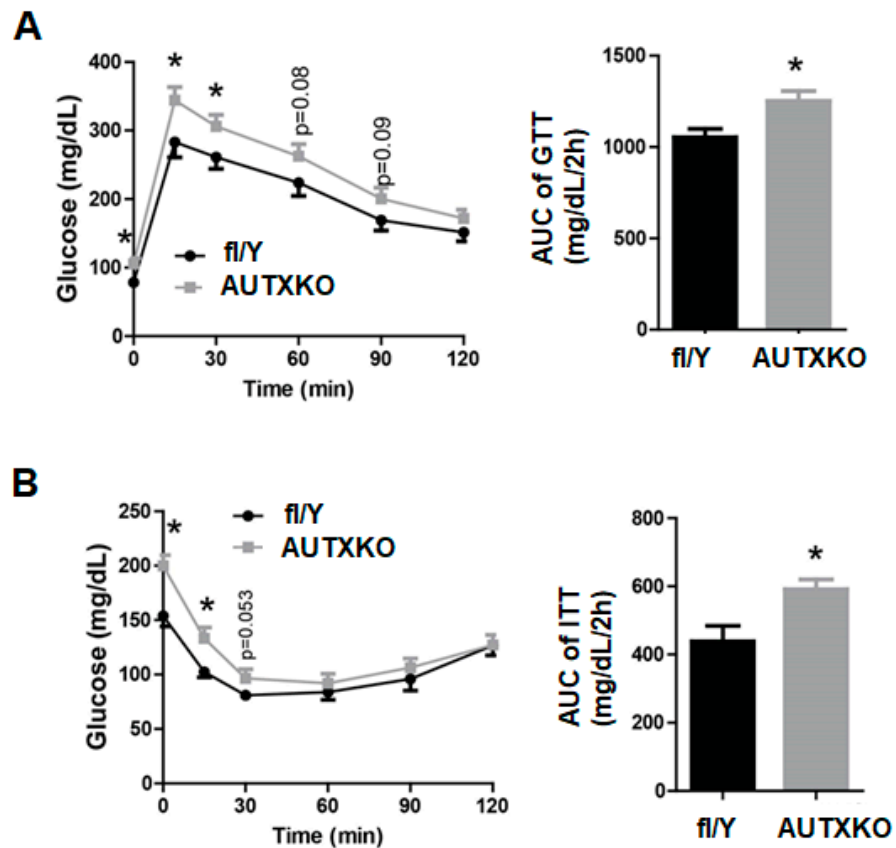 A
Glucose (mg/dL)
400
300
200
100
0
*
*
*
p=0.08
p=0.09
fl/Y
AUTXKO
0 30 60 90 120
Time (min)
AUC of GTT
(mg/dL/2h)
1500
1000
500
0
*
fl/Y AUTXKO
B
Glucose (mg/dL)
250
200
150
100
50
0
*
*
p=0.053
fl/Y
AUTXKO
0 30 60 90 120
Time (min)
AUC of ITT
(mg/dL/2h)
800
600
400
200
0
*
fl/Y AUTXKO